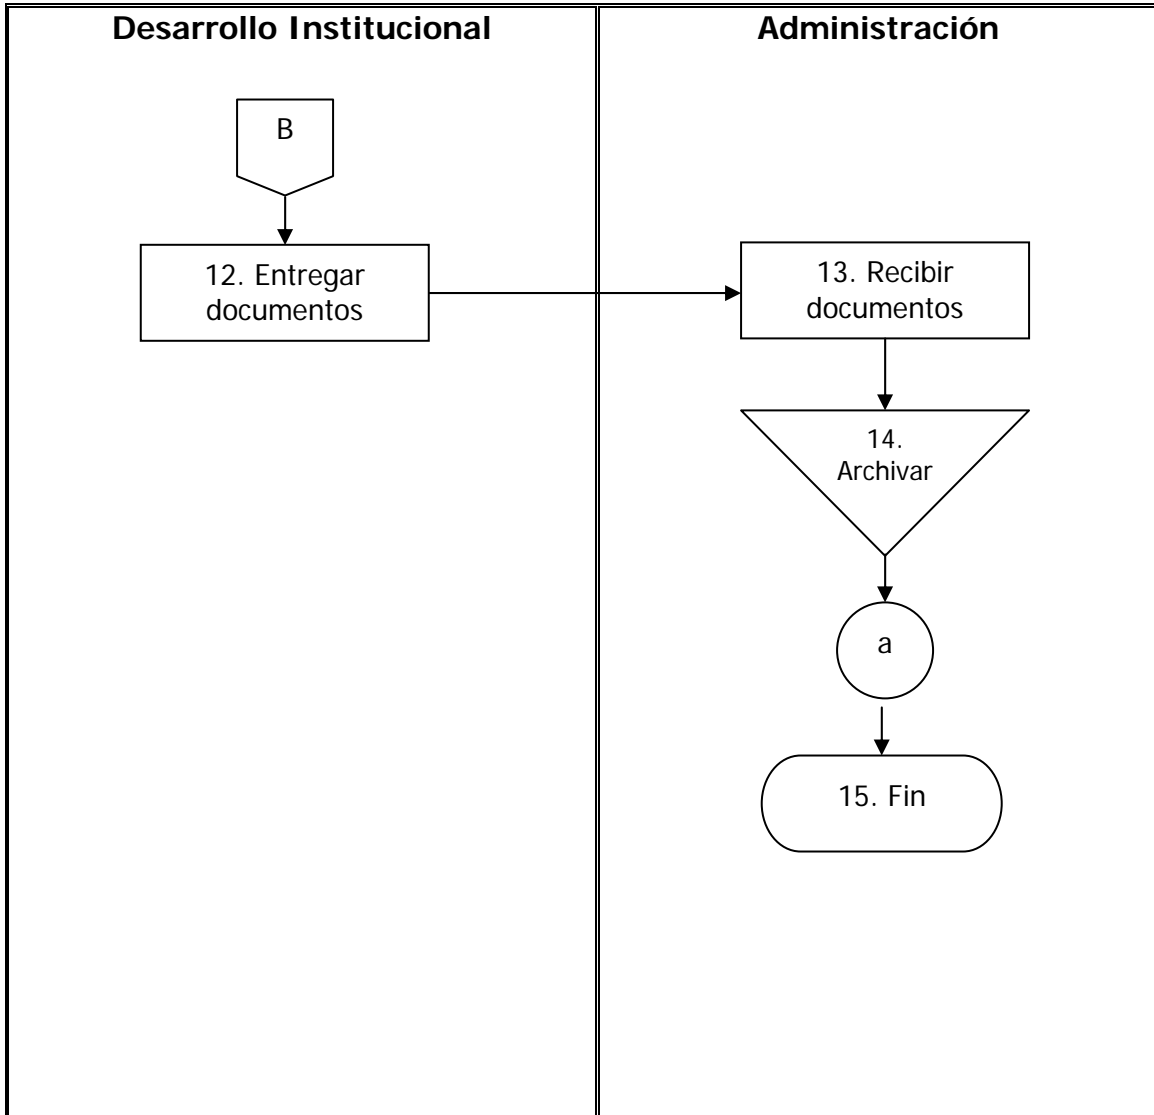 Desarrollo Institucional
Administración
B
12. Entregar
documentos
13. Recibir
documentos
14.
Archivar
a
15. Fin